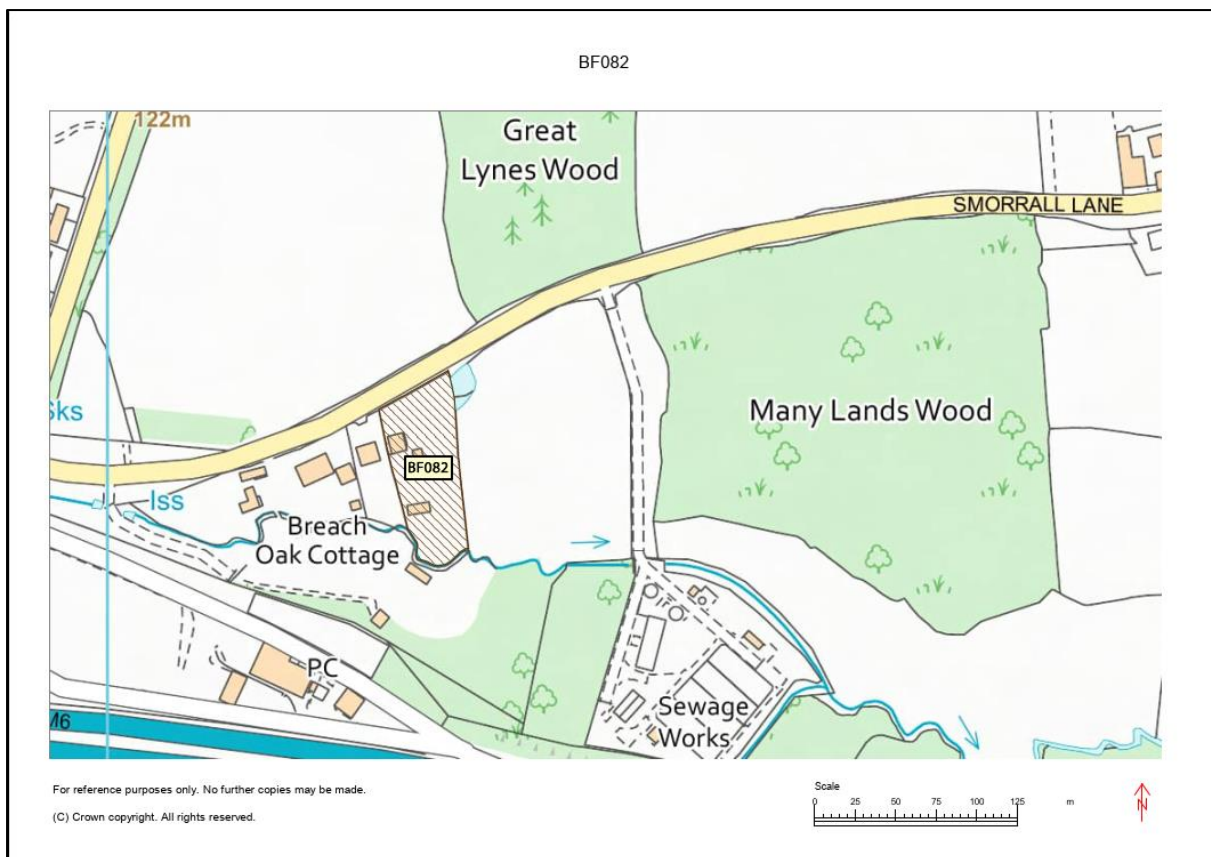 BF082
122m
Great
Lynes Wood
SMORRALL LANE
Many Lands Wood
BF082
Iss
Breach
Oak Cottage
PC
Sewage
Works
For reference purposes only. No further copies may be made.
(C) Crown copyright. All rights reserved.
Scale
0 25 50 75 100 125 m
N